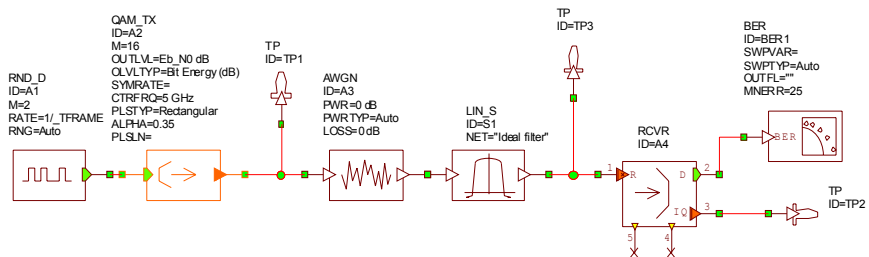 RND_D
ID=A1
M=2
RATE=1/_TFRAME
RNG=Auto
QAM_TX
ID=A2
M=16
OUTLVL=Eb_N0 dB
OLVLTYP=Bit Energy (dB)
SYMRATE=
CTRFRQ=5 GHz
PLSTYP=Rectangular
ALPHA=0.35
PLSLN=
TP
ID=TP1
AWGN
ID=A3
PWR=0 dB
PWRTYP=Auto
LOSS=0 dB
LIN_S
ID=S1
NET="Ideal filter"
TP
ID=TP3
RCVR
ID=A4
1
R
D
2
IQ
3
5
4
BER
ID=BER1
SWPVAR=
SWPTYP=Auto
OUTFL=""
MNERR=25
BER
TP
ID=TP2